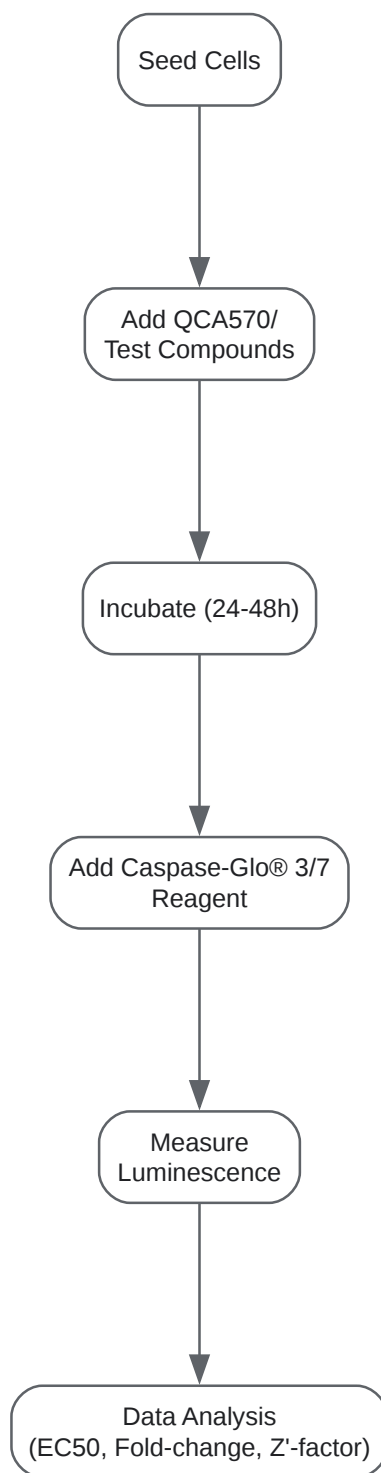 Seed Cells
Add QCA570/
Test Compounds
Incubate (24-48h)
Add Caspase-Glo® 3/7
Reagent
Measure
Luminescence
Data Analysis
(EC50, Fold-change, Z'-factor)